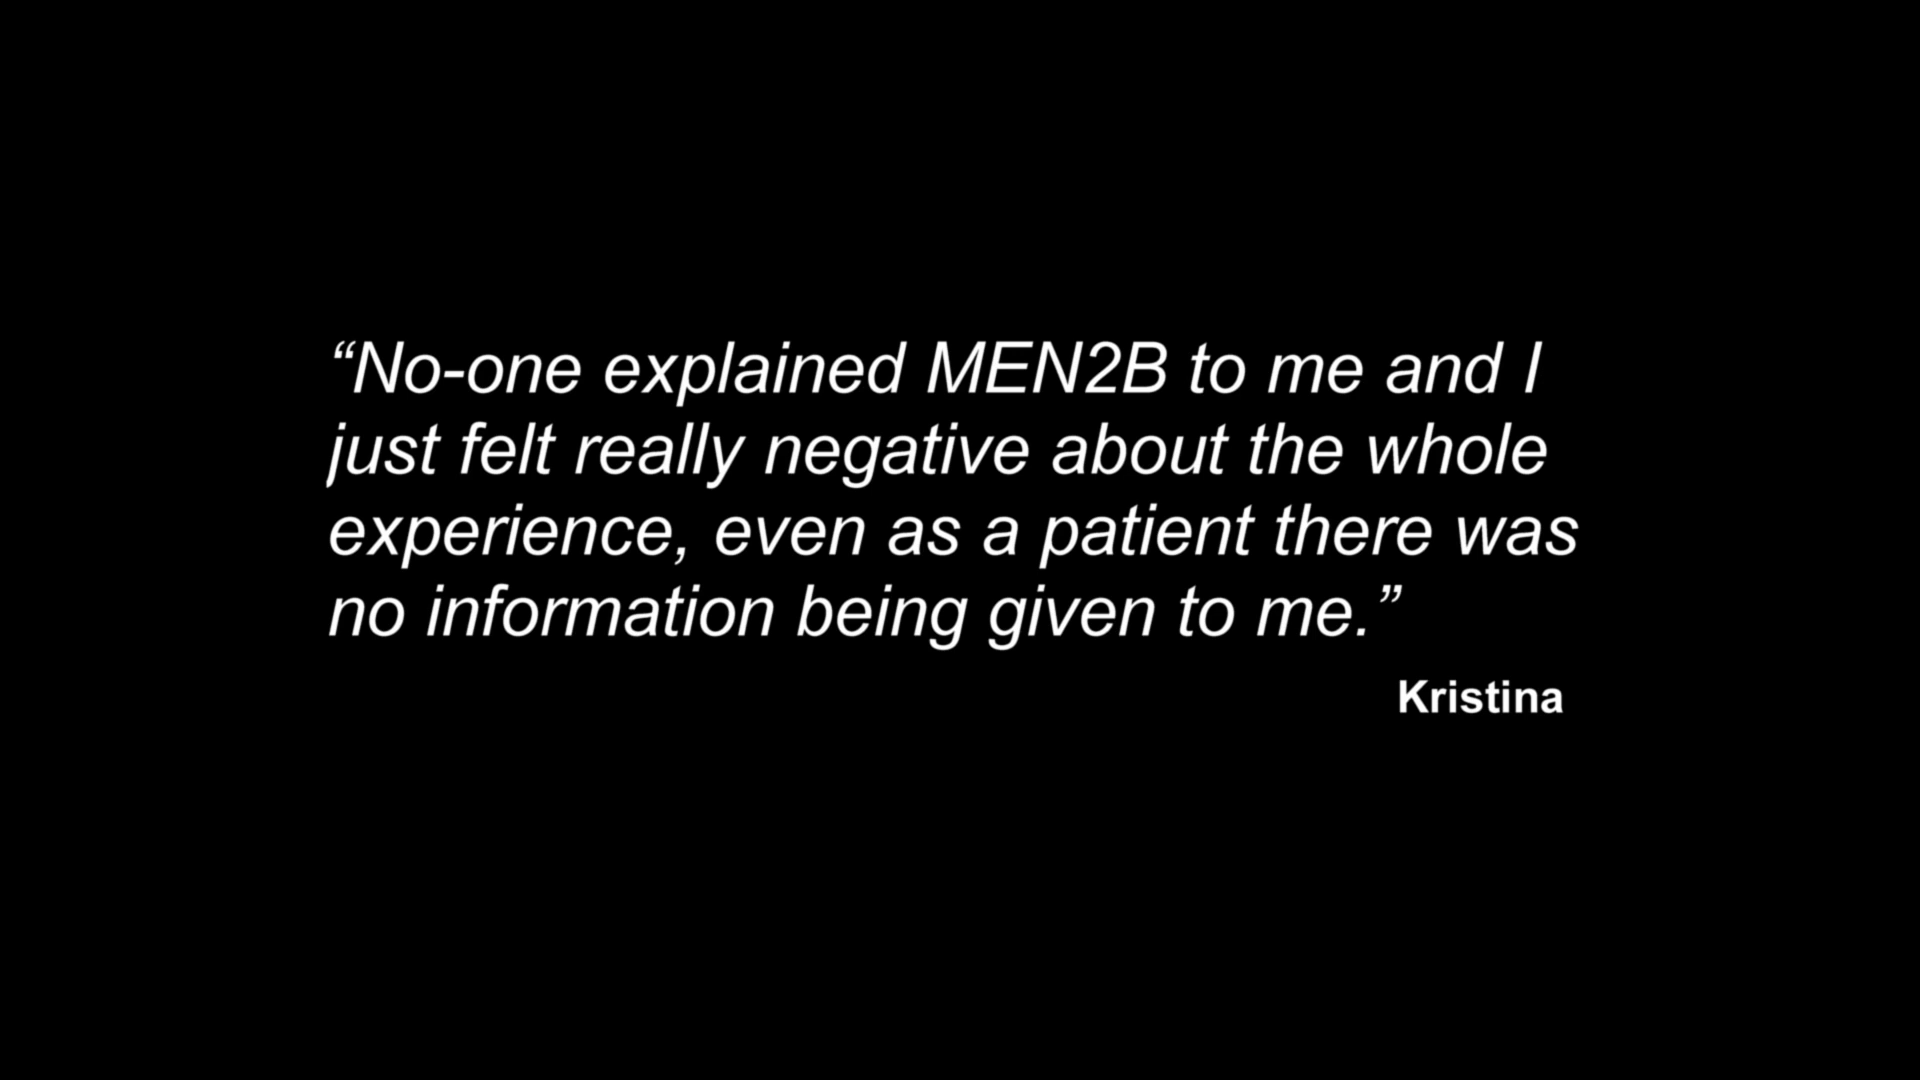 “No-one explained MEN2B to me and I
just felt really negative about the whole
experience, even as a patient there was
no information being given to me.”
Kristina